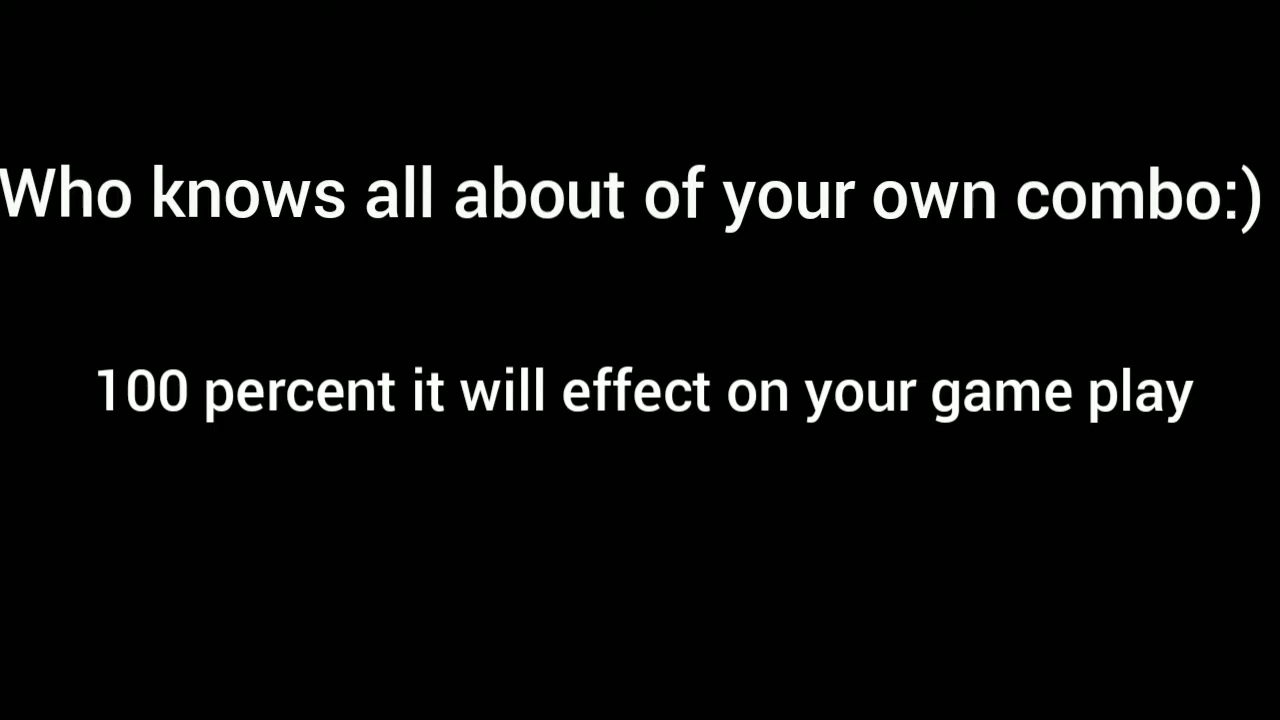 Who knows all about of your own combo:)
100 percent it will effect on your game play